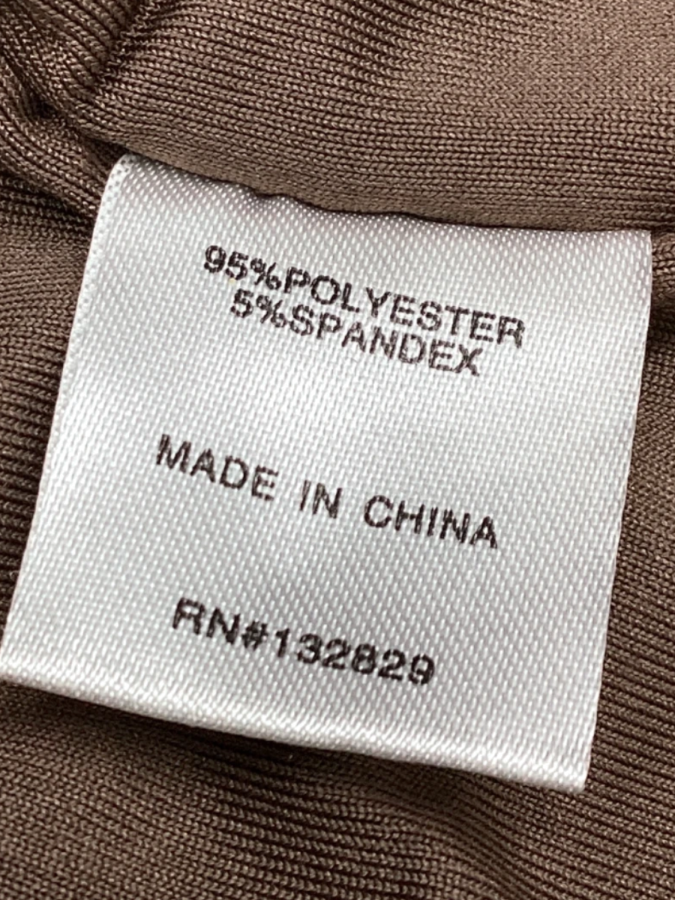 95%POLYESTER
5%SPANDEX
MADE IN CHINA
RN#132829